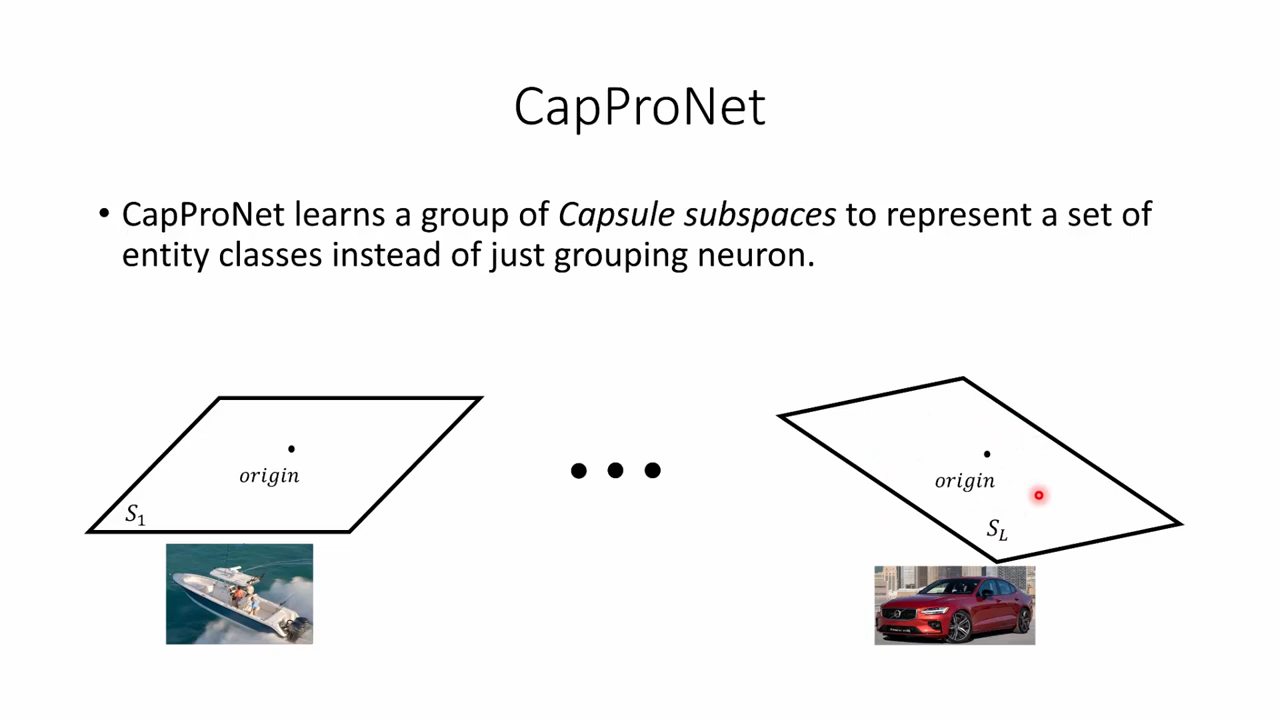 CapProNet
• CapProNet learns a group of Capsule subspaces to represent a set of
entity classes instead of just grouping neuron.
origin
S₁
origin
S_L